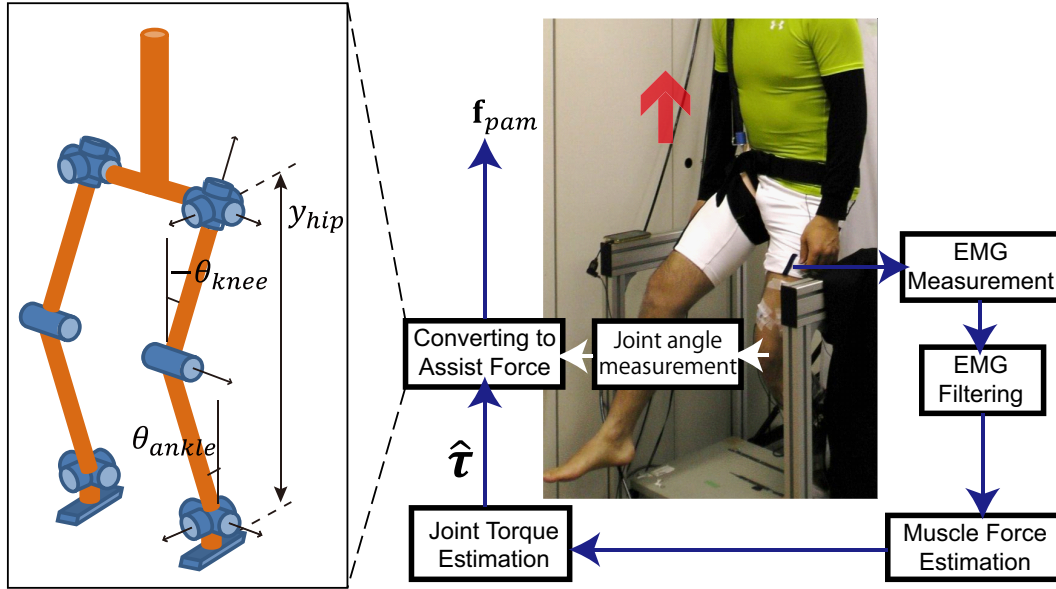 f_pam
y_hip
θ_knee
θ_ankle
EMG
Measurement
EMG
Filtering
Converting to
Assist Force
Joint angle
measurement
τ̂
Joint Torque
Estimation
Muscle Force
Estimation